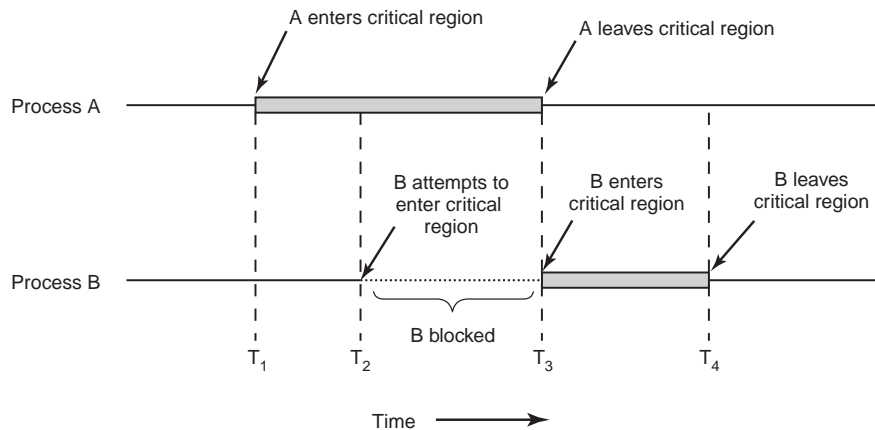 A enters critical region
A leaves critical region
Process A
B attempts to
enter critical
region
B enters
critical region
B leaves
critical region
Process B
B blocked
T1
T2
T3
T4
Time